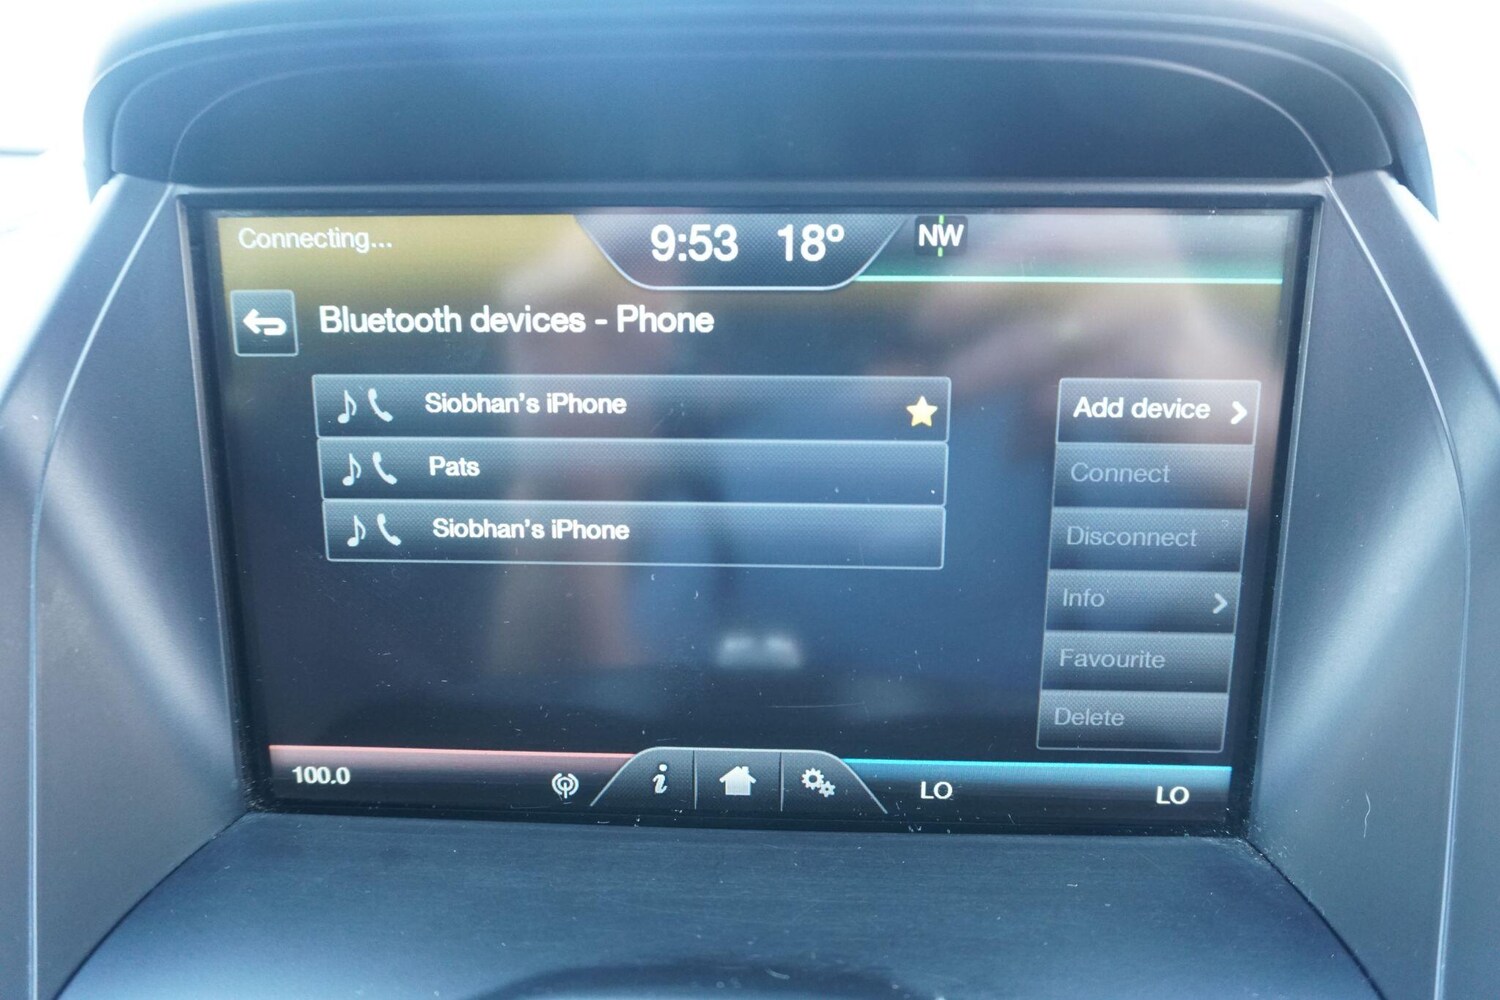 Connecting...
9:53 18°
NW
Bluetooth devices - Phone
Siobhan's iPhone
Pats
Siobhan's iPhone
Add device
Connect
Disconnect
Info
Favourite
Delete
100.0
i
LO
LO